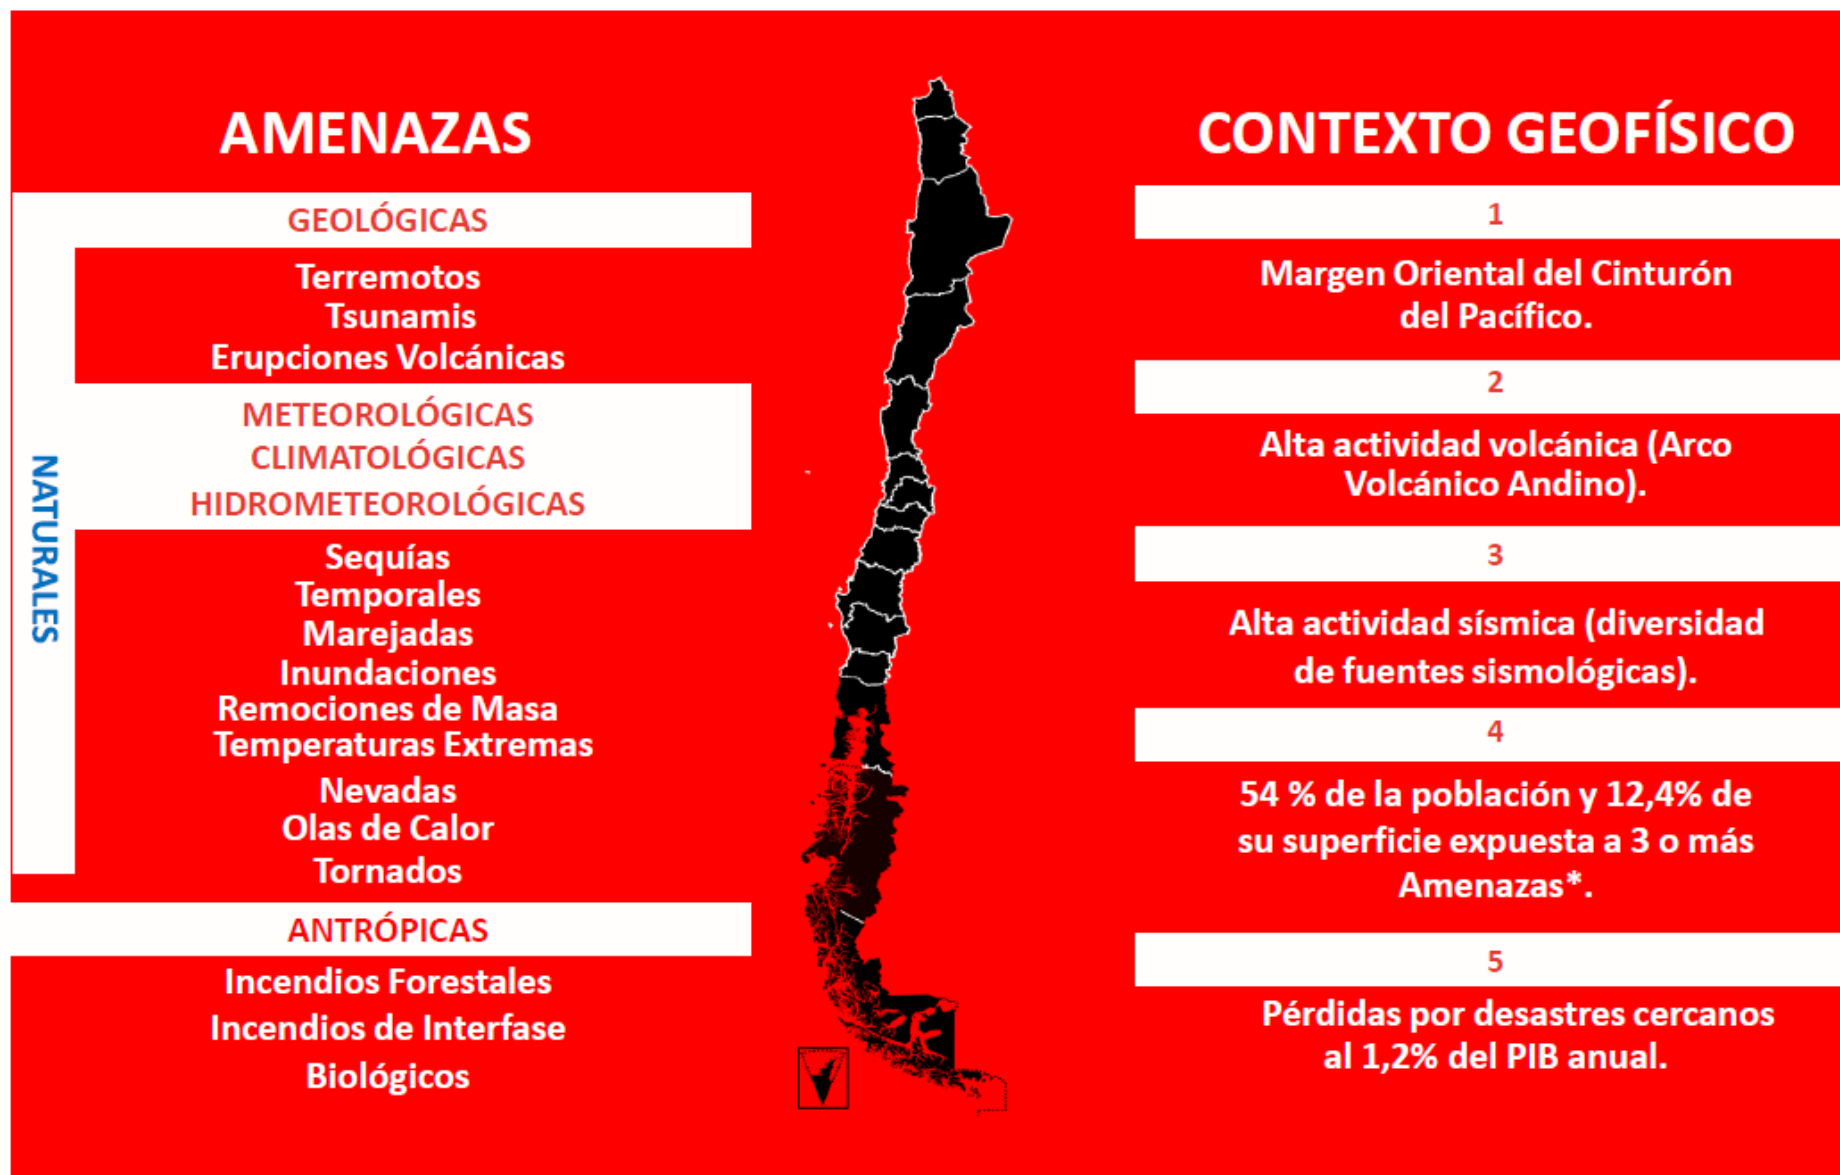 AMENAZAS
NATURALES
GEOLÓGICAS
Terremotos
Tsunamis
Erupciones Volcánicas
METEOROLÓGICAS
CLIMATOLÓGICAS
HIDROMETEOROLÓGICAS
Sequías
Temporales
Marejadas
Inundaciones
Remociones de Masa
Temperaturas Extremas
Nevadas
Olas de Calor
Tornados
ANTRÓPICAS
Incendios Forestales
Incendios de Interfase
Biológicos
CONTEXTO GEOFÍSICO
1
Margen Oriental del Cinturón
del Pacífico.
2
Alta actividad volcánica (Arco
Volcánico Andino).
3
Alta actividad sísmica (diversidad
de fuentes sismológicas).
4
54 % de la población y 12,4% de
su superficie expuesta a 3 o más
Amenazas*.
5
Pérdidas por desastres cercanos
al 1,2% del PIB anual.